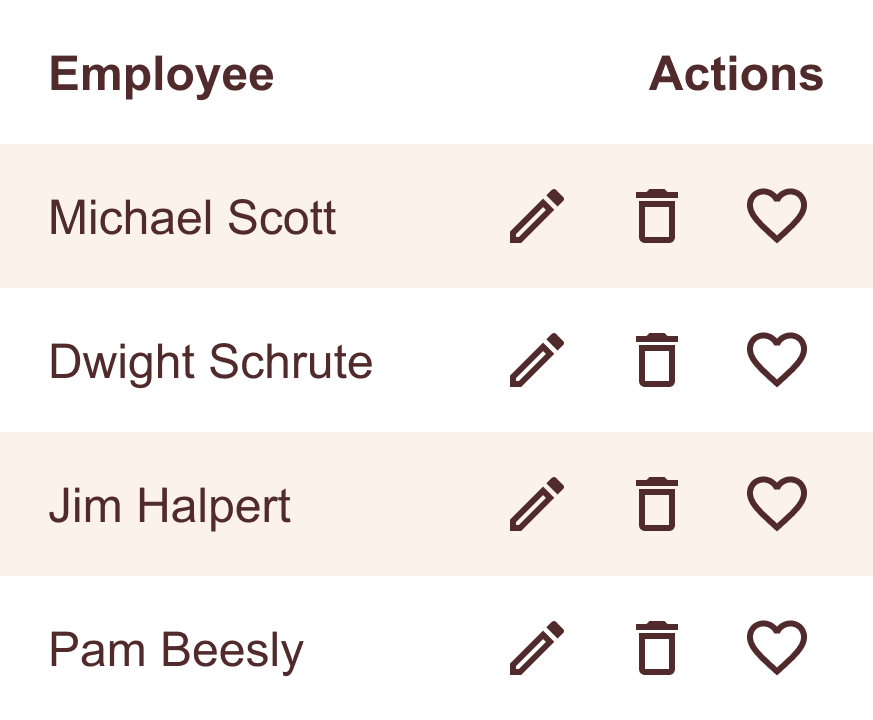 Employee Actions
Michael Scott
Dwight Schrute
Jim Halpert
Pam Beesly